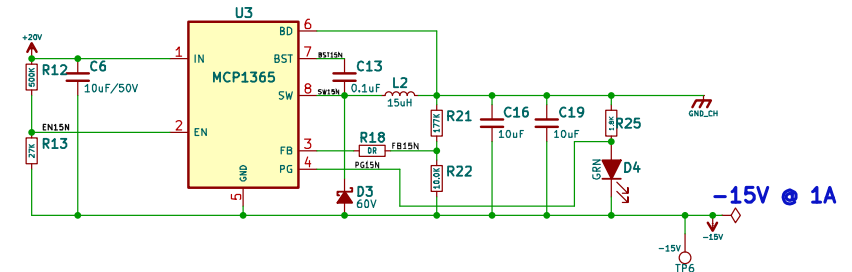 U3
+20V
BD 6
1 IN
BST 7
BST15N
R12
500K
C6
10uF/50V
MCP1365
C13
0.1uF
SW 8
SW15N
L2
15uH
GND_CH
R21
177K
C16
10uF
C19
10uF
R25
1.8K
EN15N
2 EN
R13
27K
FB 3
R18
0R
FB15N
PG 4
PG15N
R22
10.0K
GRN
D4
GND
5
D3
60V
-15V @ 1A
-15V
-15V
TP6